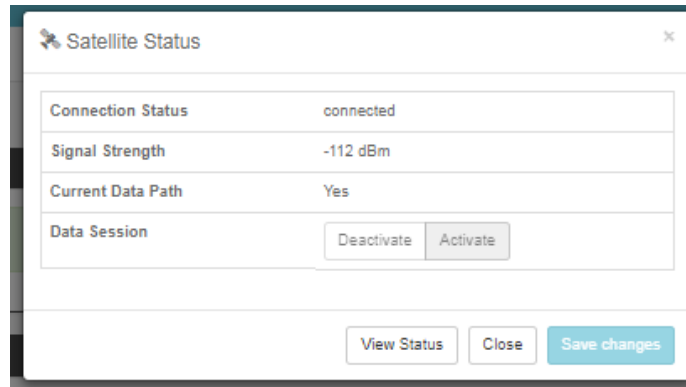 Satellite Status
×
Connection Status connected
Signal Strength -112 dBm
Current Data Path Yes
Data Session Deactivate Activate
View Status Close Save changes